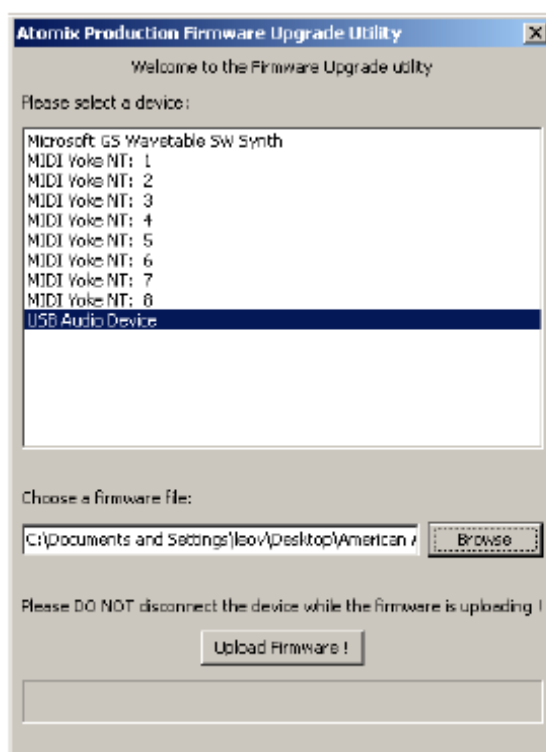 Atomix Production Firmware Upgrade Utility
Welcome to the Firmware Upgrade utility
Please select a device:
Microsoft GS Wavetable SW Synth
MIDI Yoke NT: 1
MIDI Yoke NT: 2
MIDI Yoke NT: 3
MIDI Yoke NT: 4
MIDI Yoke NT: 5
MIDI Yoke NT: 6
MIDI Yoke NT: 7
MIDI Yoke NT: 8
USB Audio Device
Choose a firmware file:
C:\Documents and Settings\leov\Desktop\American A
Browse
Please DO NOT disconnect the device while the firmware is uploading !
Upload Firmware !